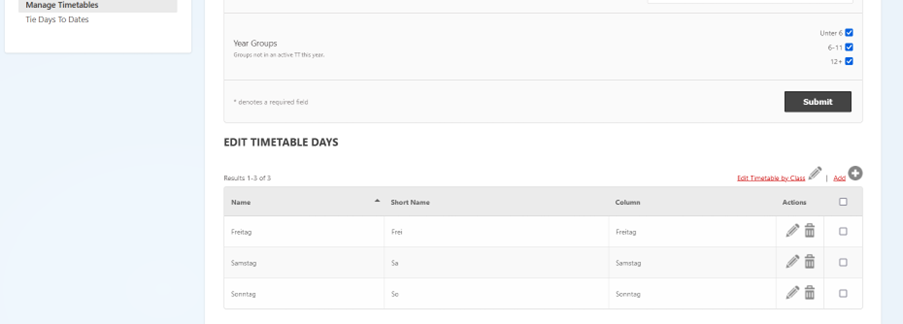 Manage Timetables
Tie Days To Dates
Year Groups
Groups not in an active TT this year.
Unter 6
6-11
12+
* denotes a required field
Submit
EDIT TIMETABLE DAYS
Results 1-3 of 3
Edit Timetable by Class | Add
Name Short Name Column Actions
Freitag Frei Freitag
Samstag Sa Samstag
Sonntag So Sonntag